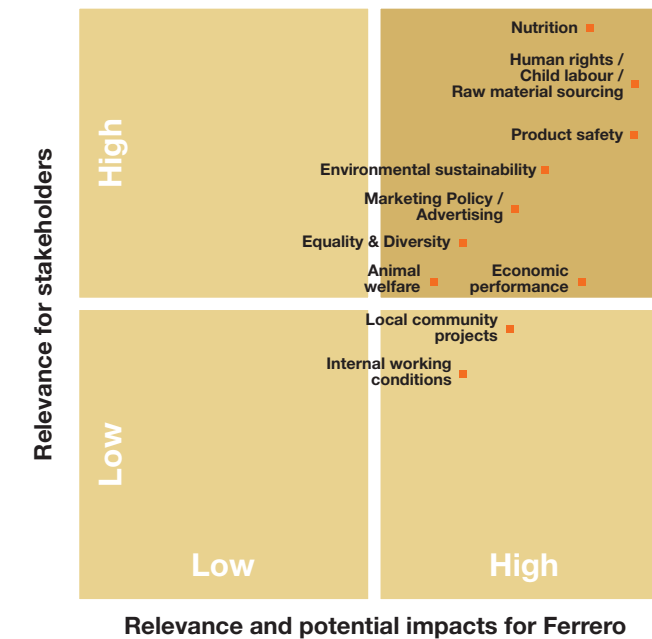 Nutrition
Human rights /
Child labour /
Raw material sourcing
Product safety
Environmental sustainability
Marketing Policy /
Advertising
Equality & Diversity
Animal
welfare
Economic
performance
Local community
projects
Internal working
conditions
High
Low
Relevance for stakeholders
Low
High
Relevance and potential impacts for Ferrero